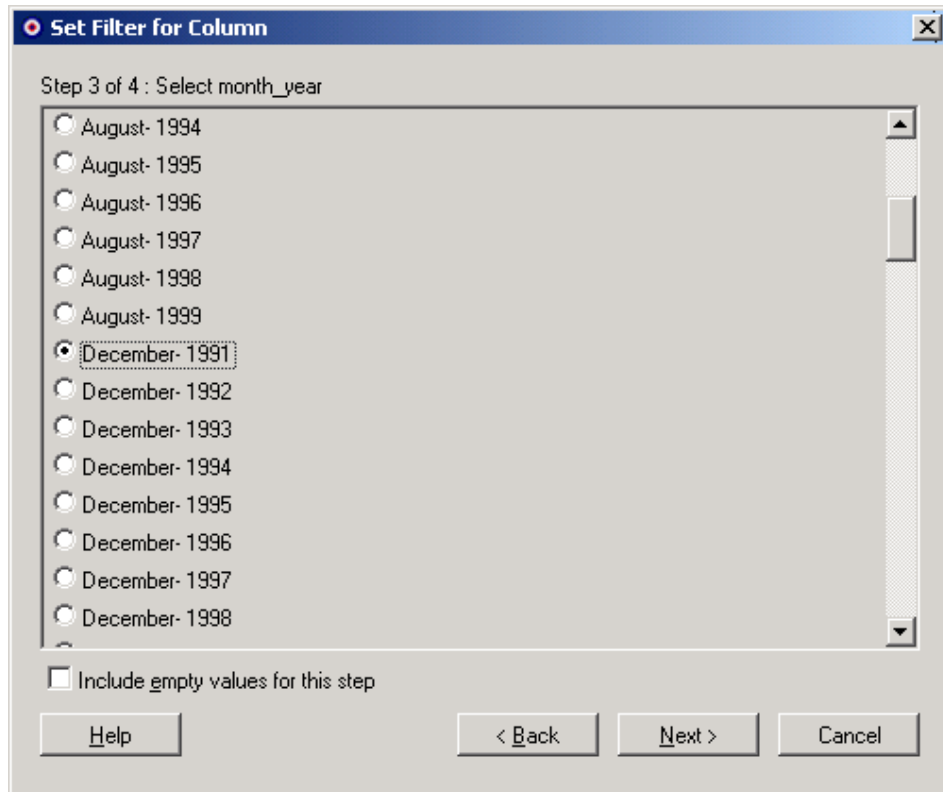 Set Filter for Column
Step 3 of 4 : Select month_year
August- 1994
August- 1995
August- 1996
August- 1997
August- 1998
August- 1999
December- 1991
December- 1992
December- 1993
December- 1994
December- 1995
December- 1996
December- 1997
December- 1998
Include empty values for this step
Help
< Back
Next >
Cancel